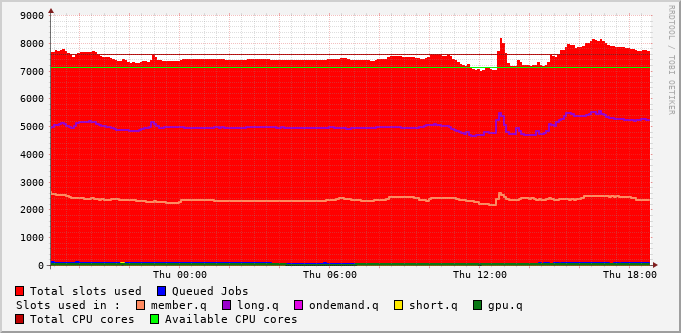 9000
8000
7000
6000
5000
4000
3000
2000
1000
0
Thu 00:00 Thu 06:00 Thu 12:00 Thu 18:00
RRDTOOL / TOBI OETIKER
Total slots used Queued Jobs
Slots used in : member.q long.q ondemand.q short.q gpu.q
Total CPU cores Available CPU cores